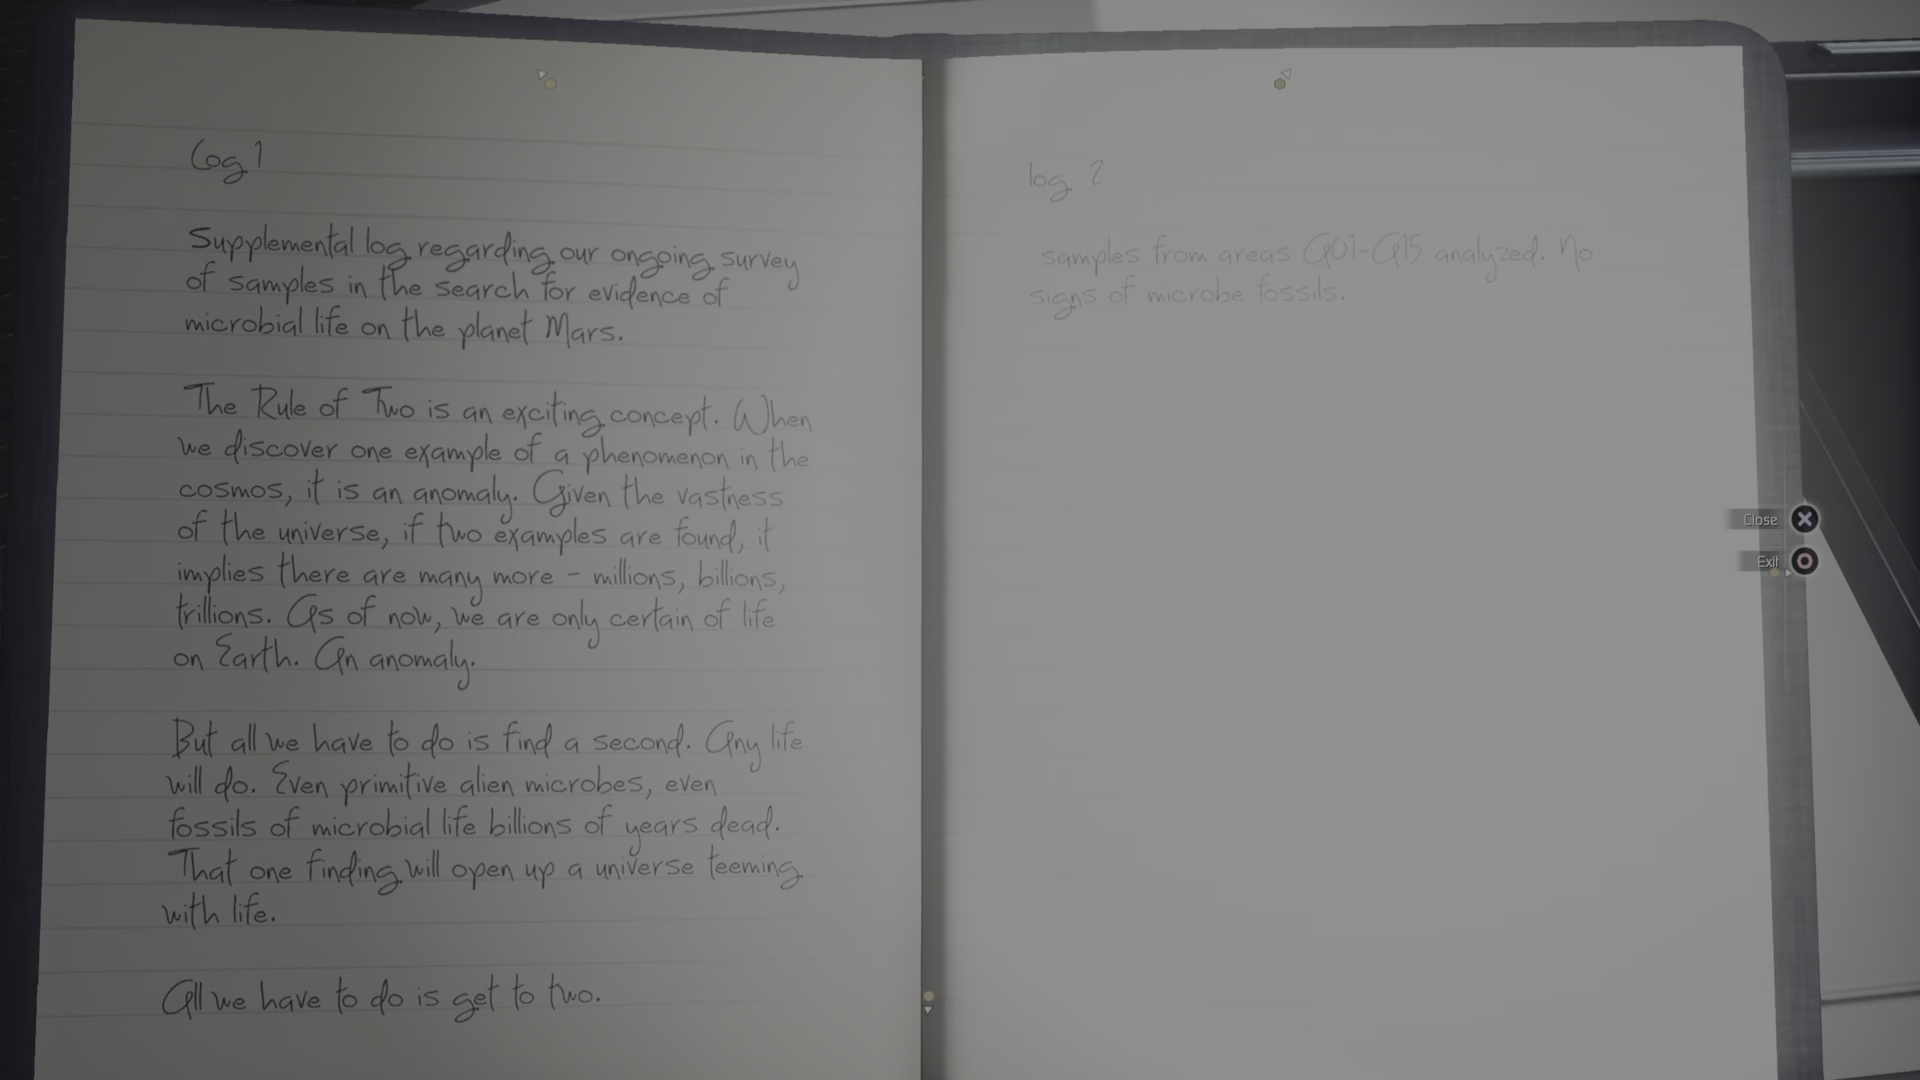 Log 1
Supplemental log regarding our ongoing survey
of samples in the search for evidence of
microbial life on the planet Mars.
The Rule of Two is an exciting concept. When
we discover one example of a phenomenon in the
cosmos, it is an anomaly. Given the vastness
of the universe, if two examples are found, it
implies there are many more - millions, billions,
trillions. As of now, we are only certain of life
on Earth. An anomaly.
But all we have to do is find a second. Any life
will do. Even primitive alien microbes, even
fossils of microbial life billions of years dead.
That one finding will open up a universe teeming
with life.
All we have to do is get to two.
log 2
samples from areas A01-A15 analyzed. No
signs of microbe fossils.
Close
Exit